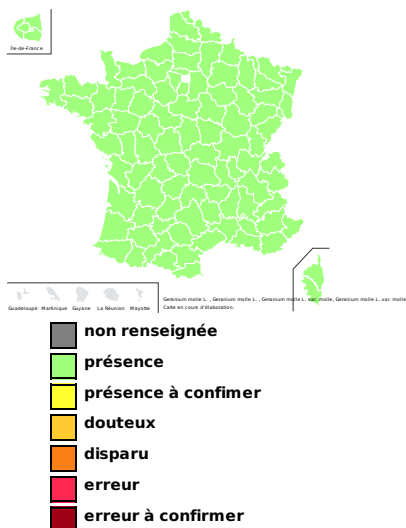 Île-de-France
Guadeloupe Martinique Guyane La Réunion Mayotte
Geranium molle L. , Geranium molle L. , Geranium molle L. var. molle, Geranium molle L. var. molle
Carte en cours d'élaboration.
non renseignée
présence
présence à confimer
douteux
disparu
erreur
erreur à confirmer